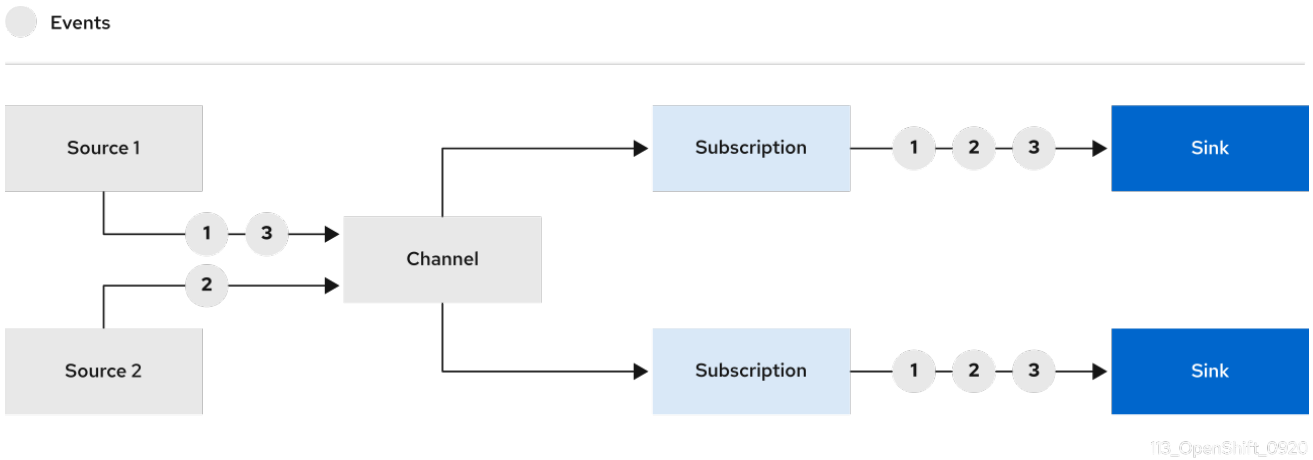 Events
Source 1
Subscription
1 2 3
Sink
1 3
Channel
2
Source 2
Subscription
1 2 3
Sink
113_OpenShift_0920